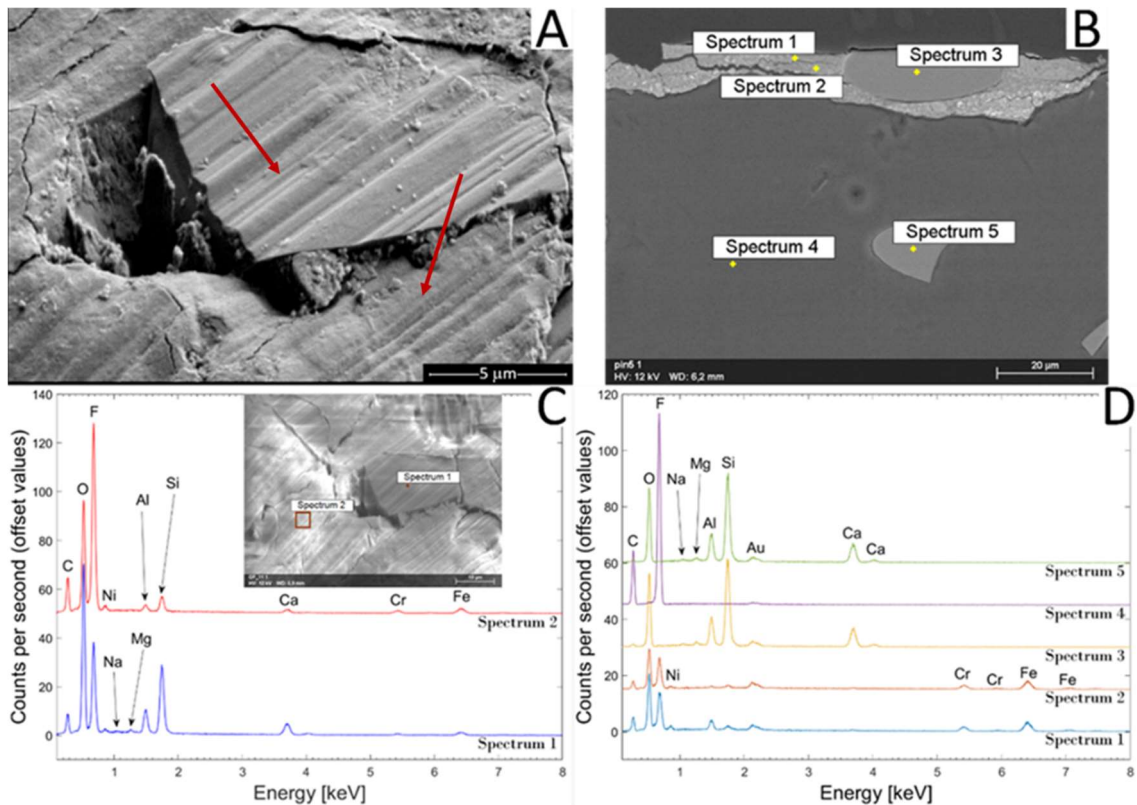 A
5 µm
B
Spectrum 1
Spectrum 3
Spectrum 2
Spectrum 5
Spectrum 4
pin5 1
HV: 12 kV WD: 6,2 mm
20 µm
C
140
120
100
80
60
40
20
0
Counts per second (offset values)
F
O
C
Ni
Al
Si
Ca
Cr
Fe
Spectrum 2
Na
Mg
Spectrum 1
Spectrum 1
Spectrum 2
1
2
3
4
5
6
7
8
Energy [keV]
D
120
100
80
60
40
20
0
Counts per second (offset values)
F
O
C
Na
Mg
Al
Si
Au
Ca
Ca
Spectrum 5
Spectrum 4
Spectrum 3
Ni
Cr
Cr
Fe
Fe
Spectrum 2
Spectrum 1
1
2
3
4
5
6
7
8
Energy [keV]